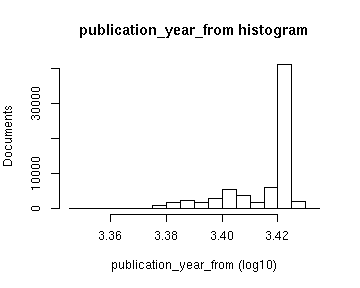 publication_year_from histogram
Documents
30000
10000
0
3.36
3.38
3.40
3.42
publication_year_from (log10)